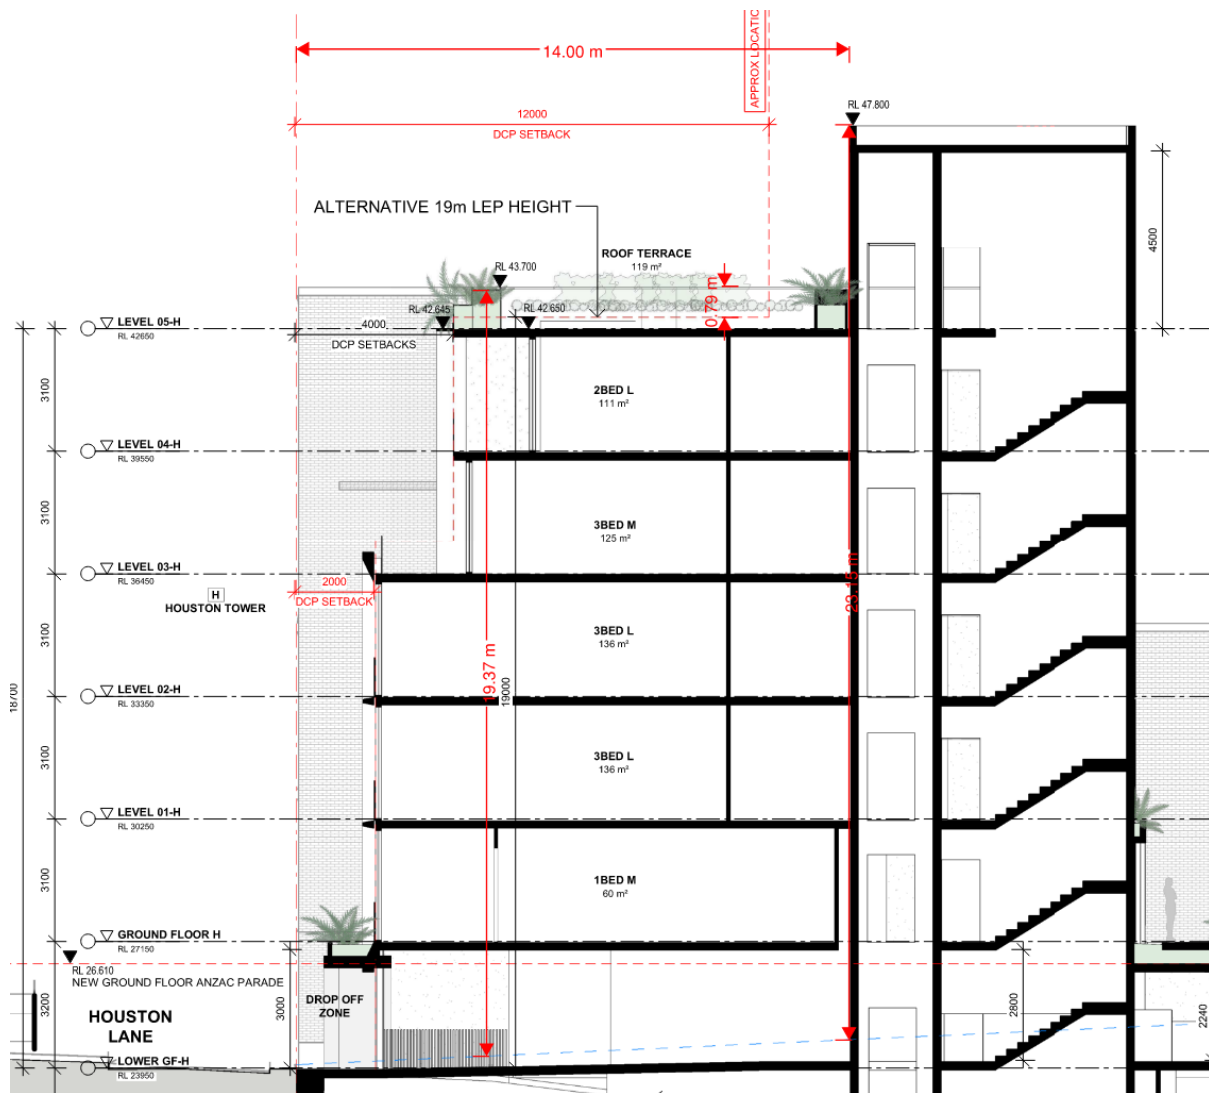 APPROX LOCATIO
14.00 m
RL 47.800
12000
DCP SETBACK
ALTERNATIVE 19m LEP HEIGHT
4500
ROOF TERRACE
119 m²
RL 43.700
0.79 m
RL 42.645
RL 42.650
LEVEL 05-H
RL 42650
4000
DCP SETBACKS
3100
2BED L
111 m²
LEVEL 04-H
RL 39550
3100
3BED M
125 m²
LEVEL 03-H
RL 36450
2000
DCP SETBACK
H
HOUSTON TOWER
23.15 m
3100
3BED L
136 m²
19.37 m
19000
18700
LEVEL 02-H
RL 33350
3100
3BED L
136 m²
LEVEL 01-H
RL 30250
3100
1BED M
60 m²
GROUND FLOOR H
RL 27150
RL 26.610
NEW GROUND FLOOR ANZAC PARADE
3200
HOUSTON
LANE
3000
DROP OFF
ZONE
2800
2240
LOWER GF-H
RL 23950